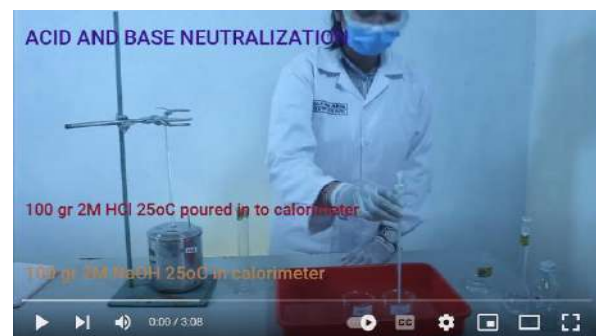 ACID AND BASE NEUTRALIZATION
100 gr 2M HCl 25oC poured in to calorimeter
100 gr 2M NaOH 25oC in calorimeter
0:00 / 3:08
CC